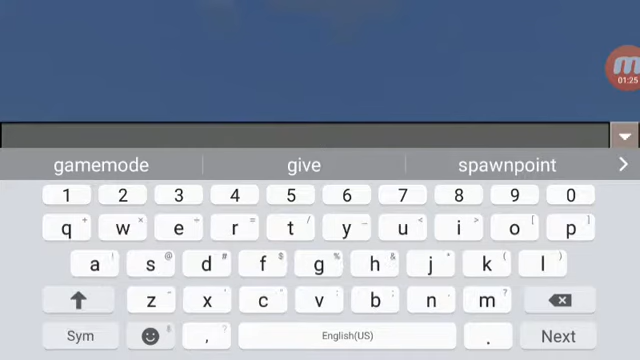 m
01:25
gamemode give spawnpoint
1 2 3 4 5 6 7 8 9 0
q w e r t y u i o p
a s d f g h j k l
z x c v b n m
Sym , English(US) . Next